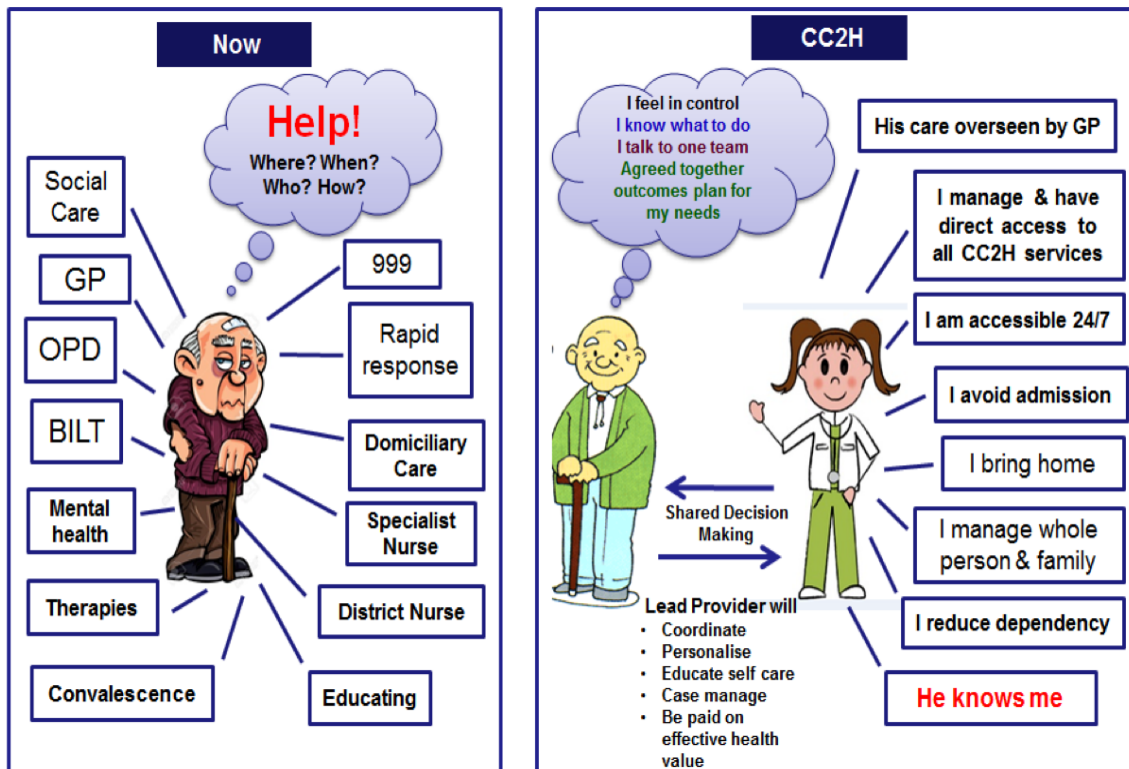 Now
Help!
Where? When?
Who? How?
Social
Care
GP
OPD
BILT
Mental
health
Therapies
Convalescence
999
Rapid
response
Domiciliary
Care
Specialist
Nurse
District Nurse
Educating
CC2H
I feel in control
I know what to do
I talk to one team
Agreed together
outcomes plan for
my needs
His care overseen by GP
I manage & have
direct access to
all CC2H services
I am accessible 24/7
I avoid admission
I bring home
I manage whole
person & family
I reduce dependency
He knows me
Shared Decision
Making
Lead Provider will
• Coordinate
• Personalise
• Educate self care
• Case manage
• Be paid on
effective health
value